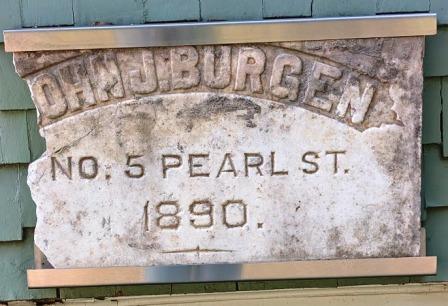 OHN J. BURGEN
NO. 5 PEARL ST.
1890.